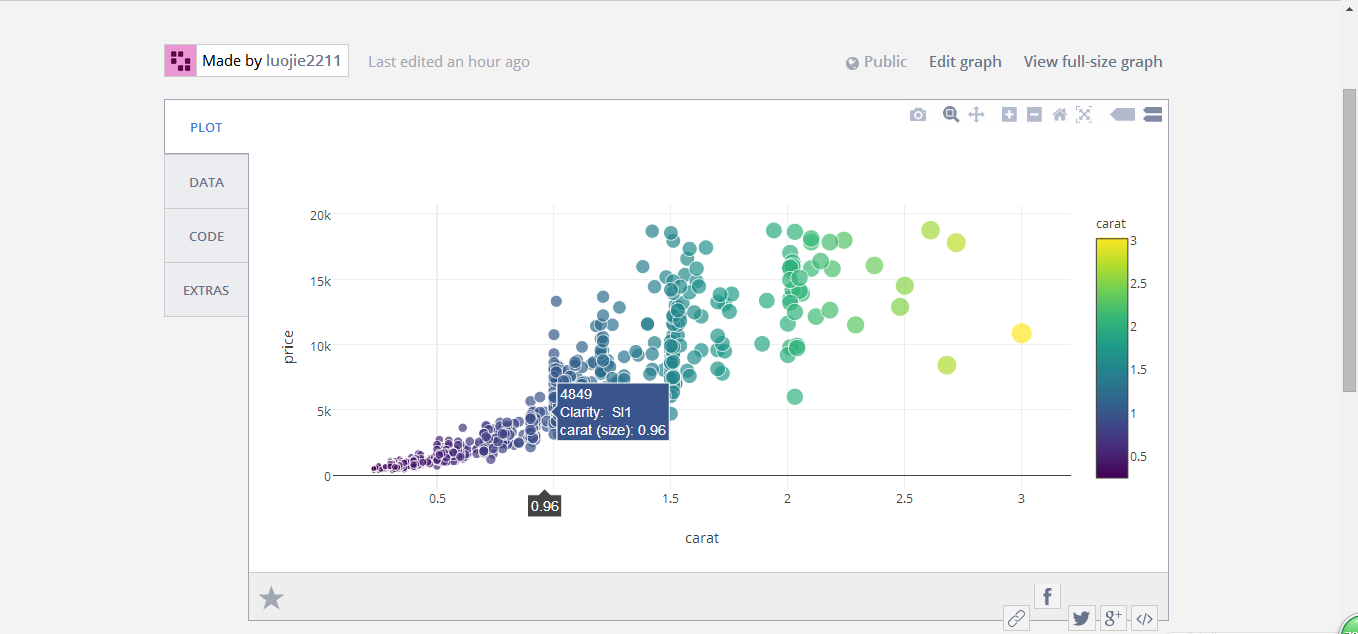 Made by luojie2211
Last edited an hour ago
Public
Edit graph
View full-size graph
PLOT
DATA
CODE
EXTRAS
20k
15k
10k
5k
0
price
0.5
1.5
2
2.5
3
carat
4849
Clarity: SI1
carat (size): 0.96
0.96
carat
3
2.5
2
1.5
1
0.5
f
g+
</>